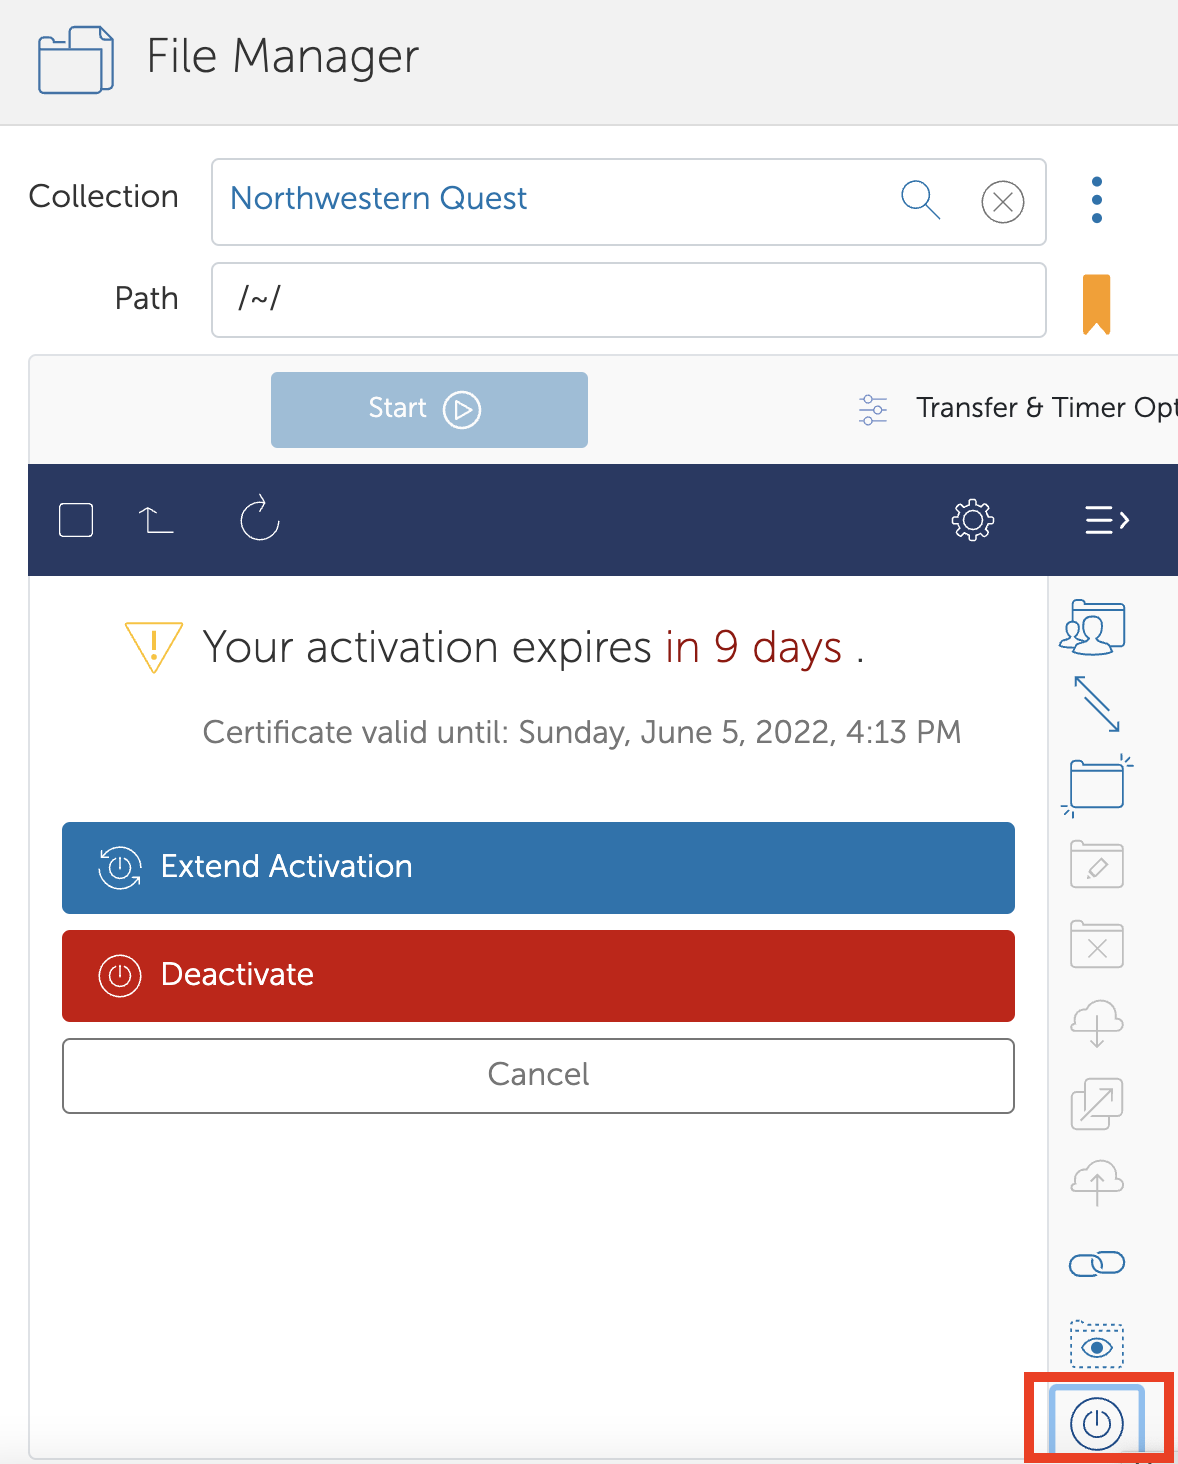 File Manager
Collection
Northwestern Quest
Path
/~/
Start
Transfer & Timer Opt
Your activation expires in 9 days .
Certificate valid until: Sunday, June 5, 2022, 4:13 PM
Extend Activation
Deactivate
Cancel